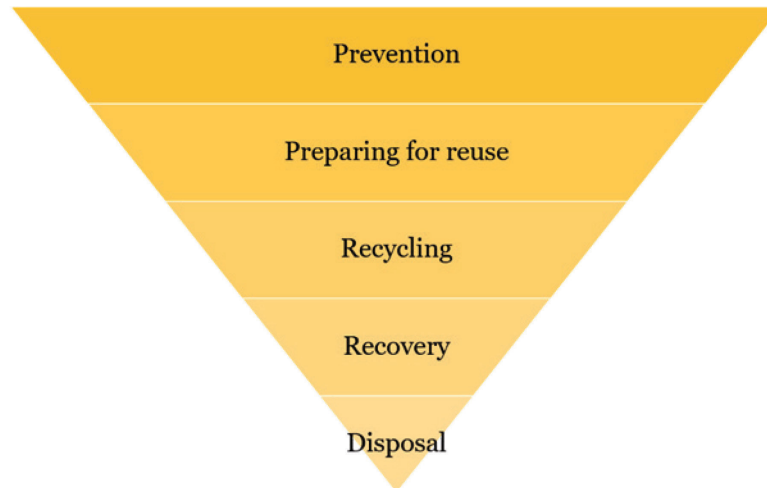 Prevention
Preparing for reuse
Recycling
Recovery
Disposal